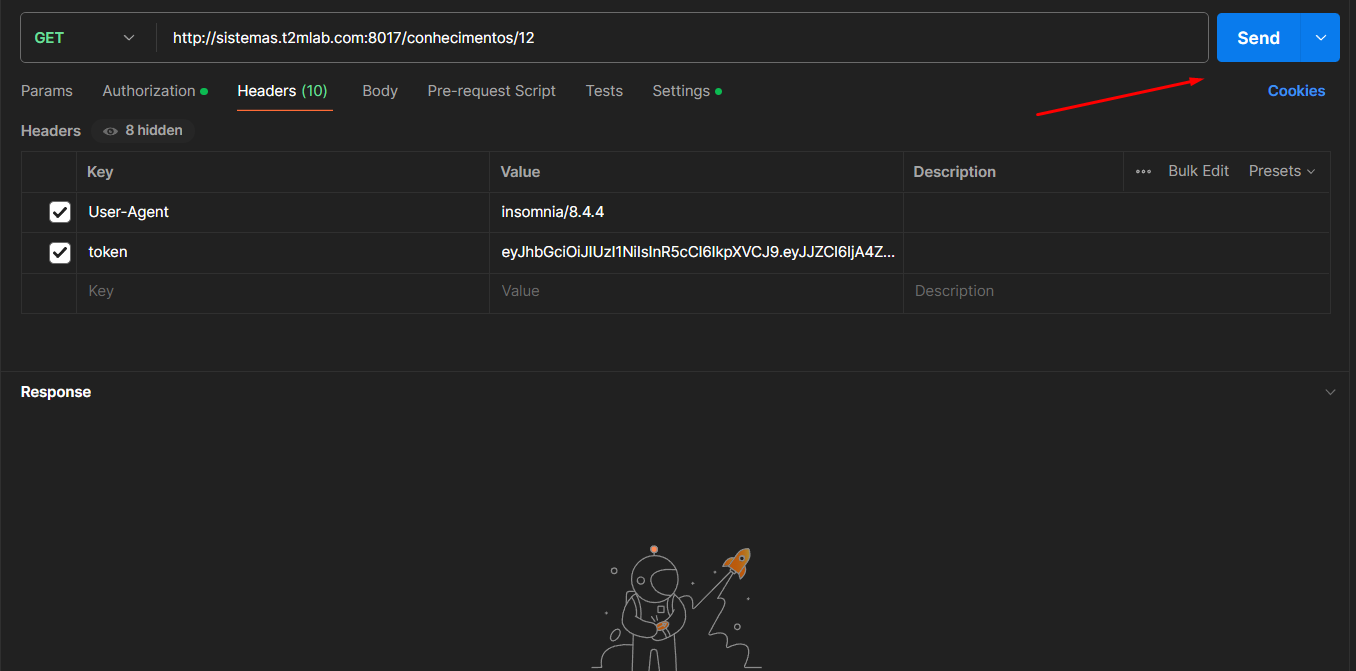 GET http://sistemas.t2mlab.com:8017/conhecimentos/12 Send
Params Authorization Headers (10) Body Pre-request Script Tests Settings Cookies
Headers 8 hidden
Key Value Description Bulk Edit Presets
User-Agent insomnia/8.4.4
token eyJhbGciOiJIUzI1NiIsInR5cCI6IkpXVCJ9.eyJJZCI6IjA4Z...
Key Value Description
Response